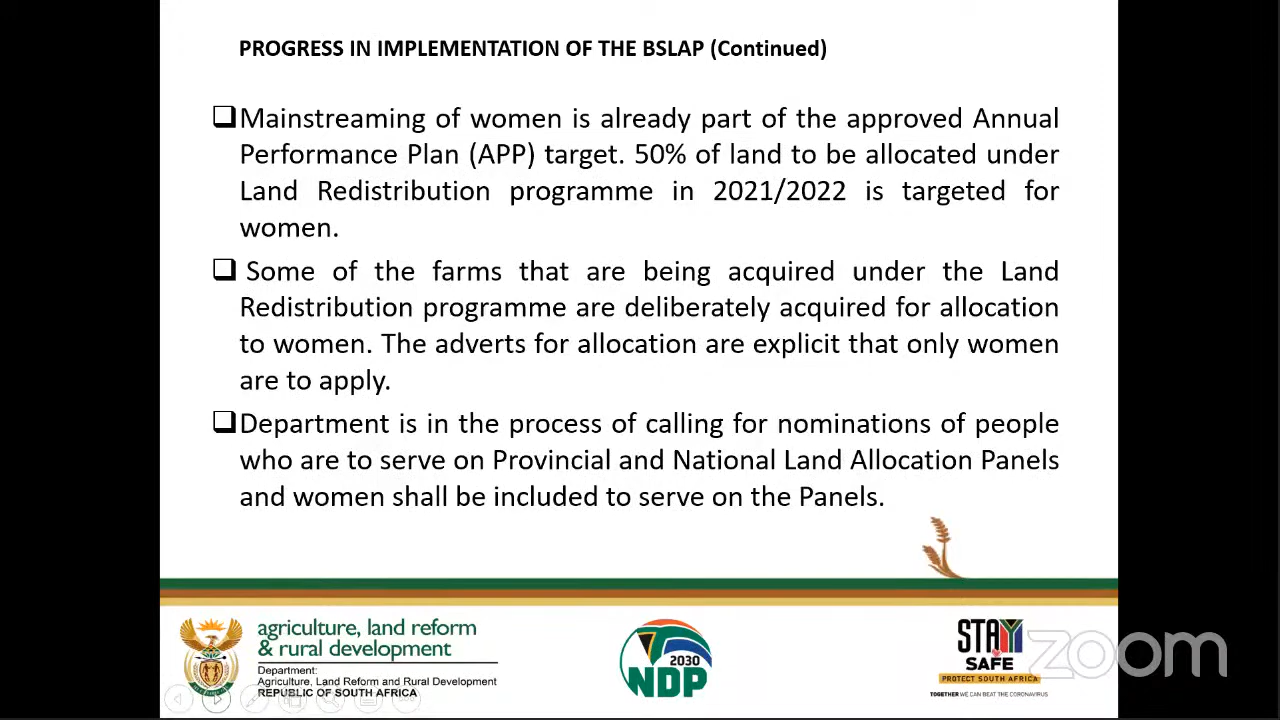 PROGRESS IN IMPLEMENTATION OF THE BSLAP (Continued)
Mainstreaming of women is already part of the approved Annual
Performance Plan (APP) target. 50% of land to be allocated under
Land Redistribution programme in 2021/2022 is targeted for
women.
Some of the farms that are being acquired under the Land
Redistribution programme are deliberately acquired for allocation
to women. The adverts for allocation are explicit that only women
are to apply.
Department is in the process of calling for nominations of people
who are to serve on Provincial and National Land Allocation Panels
and women shall be included to serve on the Panels.
agriculture, land reform
& rural development
Department:
Agriculture, Land Reform and Rural Development
REPUBLIC OF SOUTH AFRICA
2030
NDP
STAY
SAFE
PROTECT SOUTH AFRICA
TOGETHER WE CAN BEAT THE CORONAVIRUS
zoom